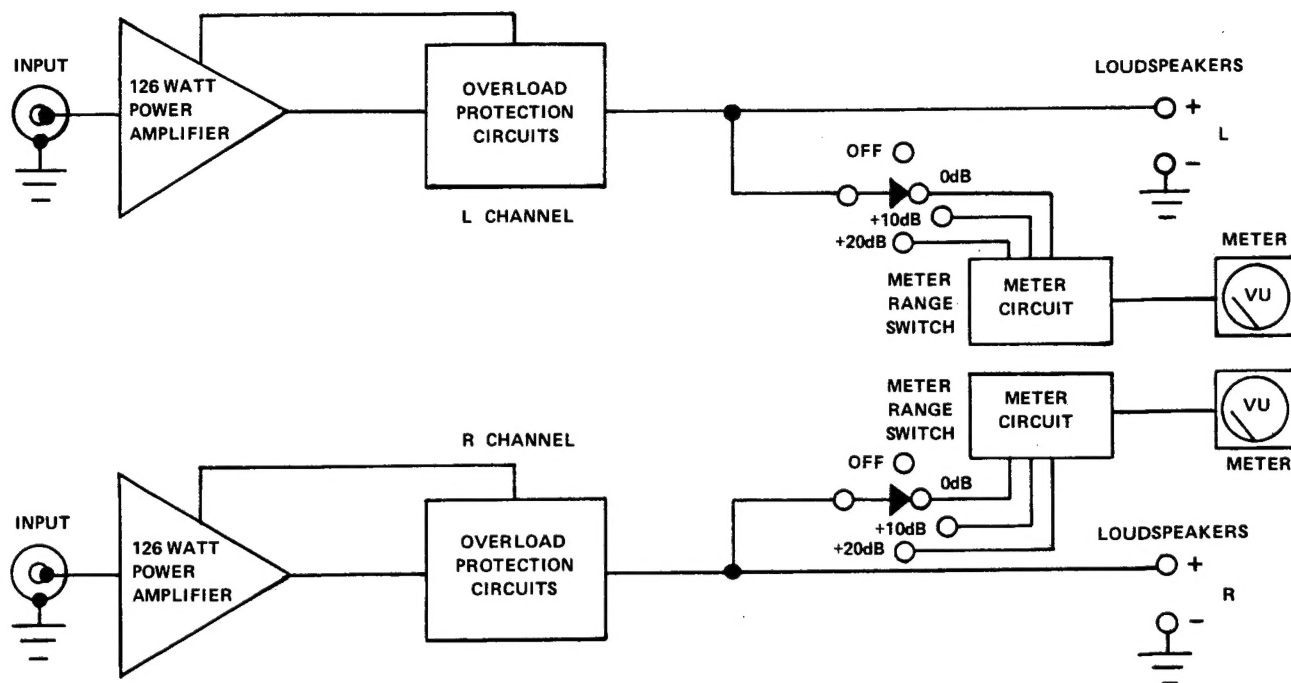 INPUT
126 WATT
POWER
AMPLIFIER
OVERLOAD
PROTECTION
CIRCUITS
L CHANNEL
LOUDSPEAKERS
+
L
-
OFF
0dB
+10dB
+20dB
METER
RANGE
SWITCH
METER
CIRCUIT
METER
VU
METER
RANGE
SWITCH
METER
CIRCUIT
VU
METER
R CHANNEL
OFF
0dB
+10dB
+20dB
INPUT
126 WATT
POWER
AMPLIFIER
OVERLOAD
PROTECTION
CIRCUITS
LOUDSPEAKERS
+
R
-